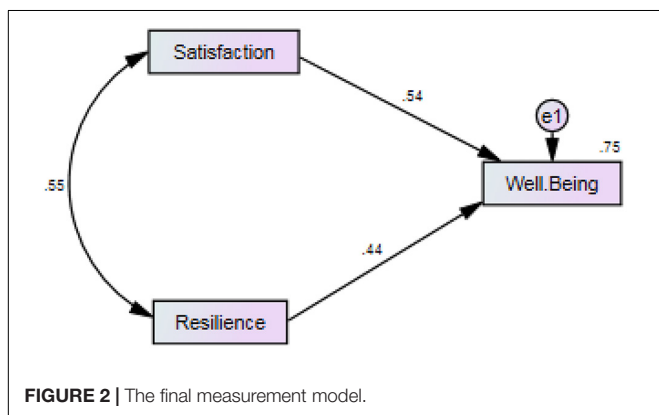 Satisfaction
.54
e1
.75
Well.Being
.55
.44
Resilience
FIGURE 2 | The final measurement model.